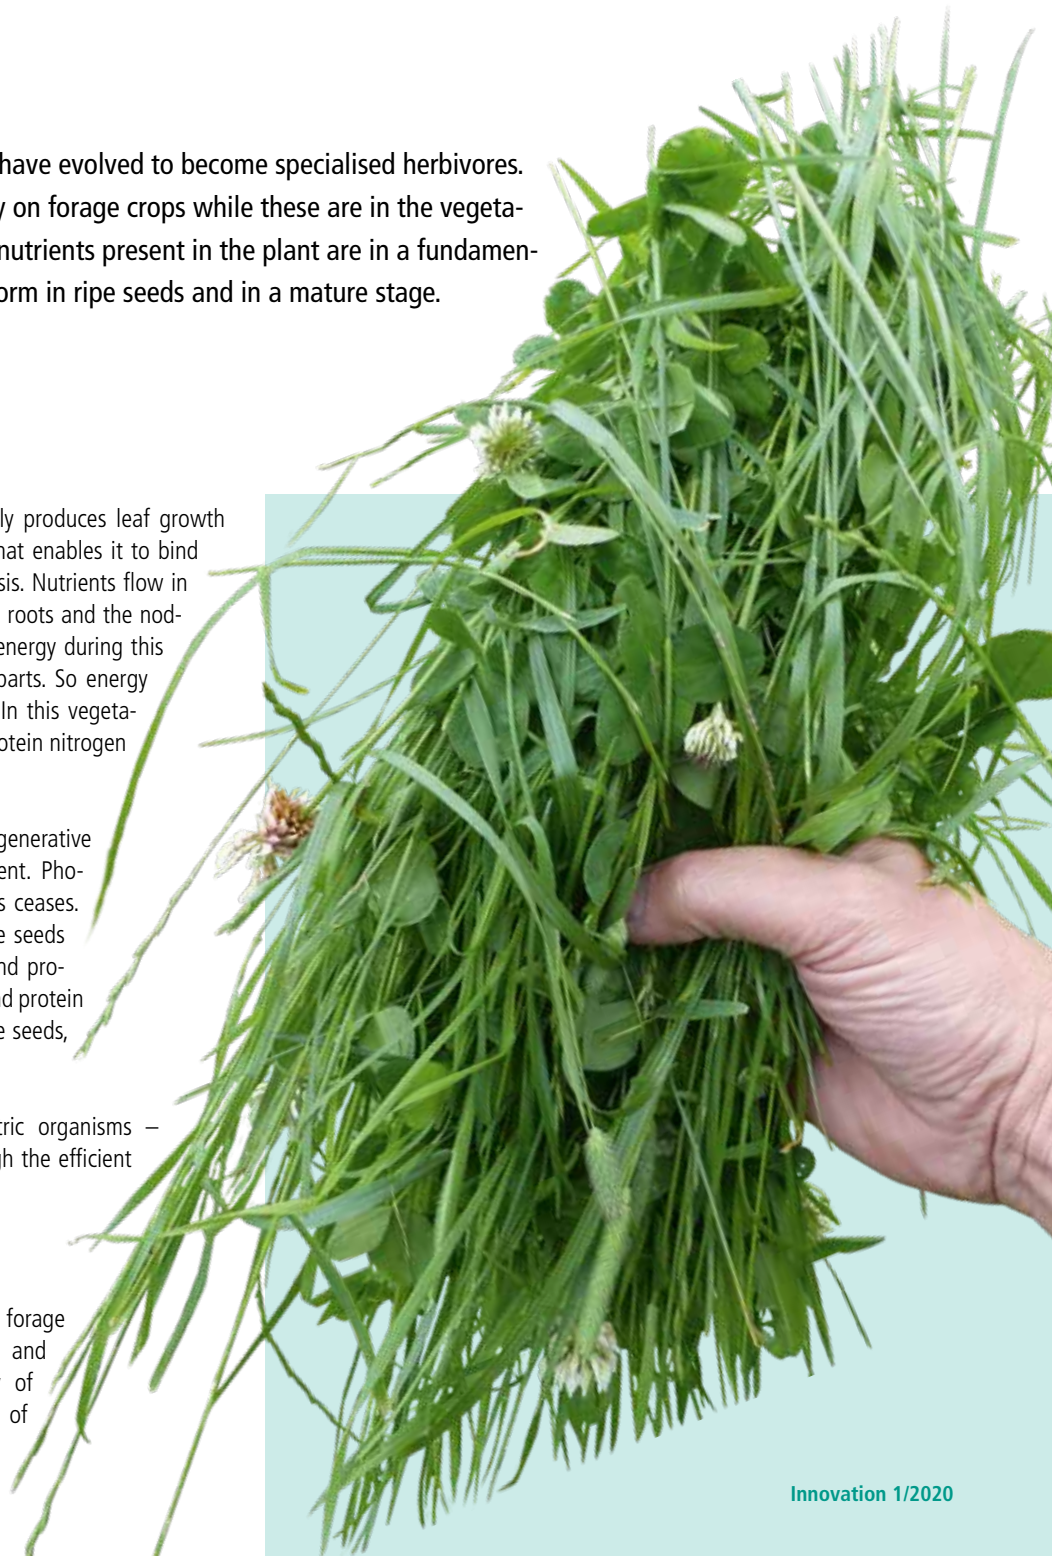 have evolved to become specialised herbivores.
y on forage crops while these are in the vegeta-
nutrients present in the plant are in a fundamen-
orm in ripe seeds and in a mature stage.
ly produces leaf growth
hat enables it to bind
sis. Nutrients flow in
roots and the nod-
energy during this
parts. So energy
In this vegeta-
otein nitrogen
generative
ent. Pho-
s ceases.
e seeds
nd pro-
nd protein
e seeds,
tric organisms –
gh the efficient
forage
and
of
of
Innovation 1/2020